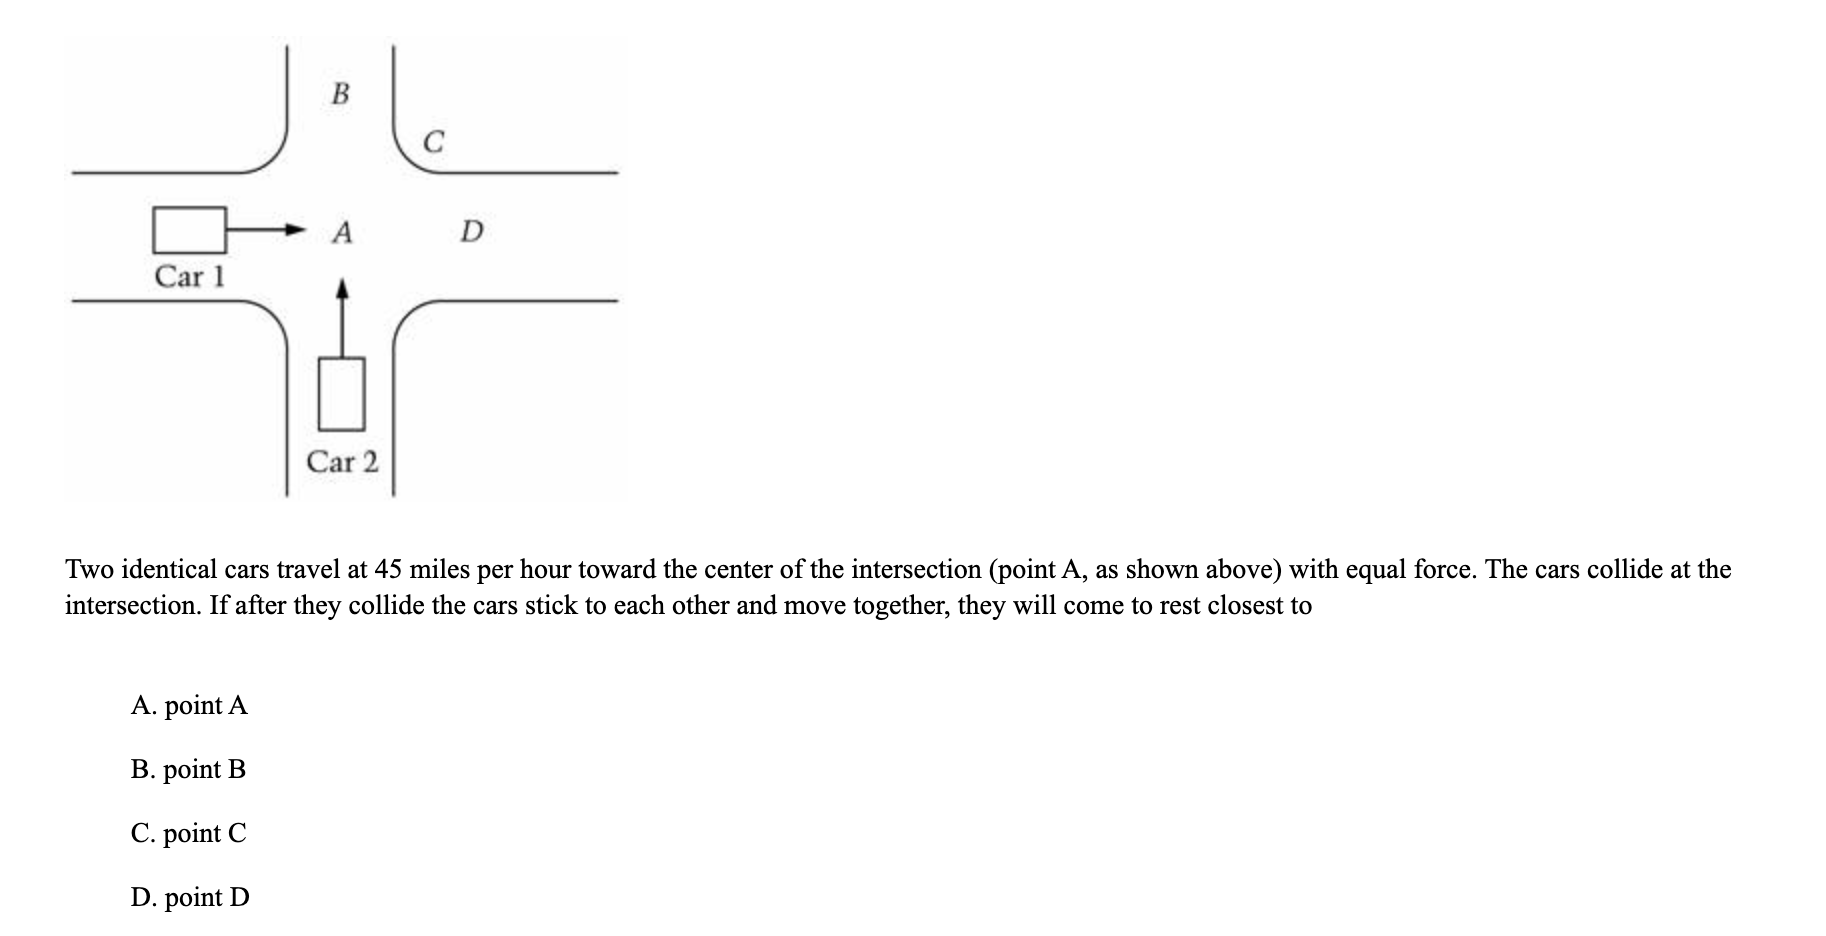 B
C
A
D
Car 1
Car 2
Two identical cars travel at 45 miles per hour toward the center of the intersection (point A, as shown above) with equal force. The cars collide at the
intersection. If after they collide the cars stick to each other and move together, they will come to rest closest to
A. point A
B. point B
C. point C
D. point D